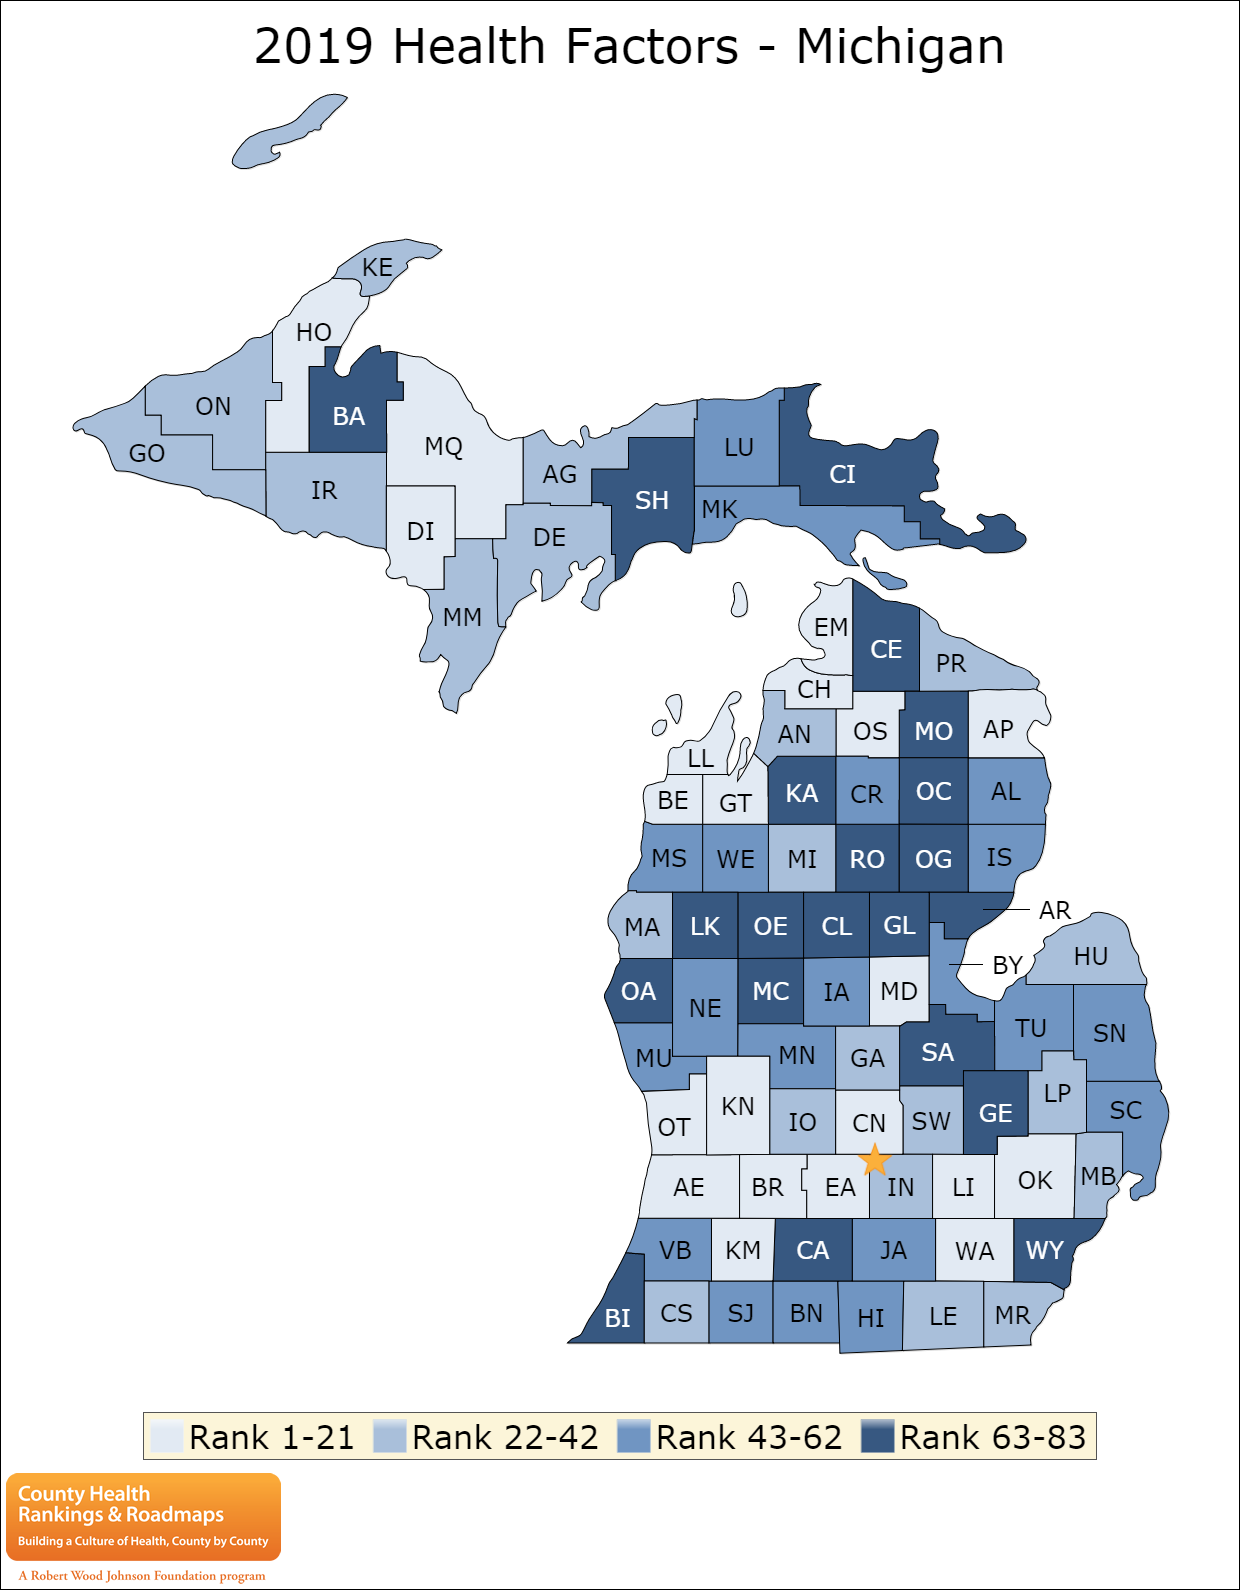 2019 Health Factors - Michigan
KE
HO
ON
BA
GO
MQ
LU
IR
AG
CI
SH
MK
DI
DE
MM
EM
CE
PR
CH
AN
OS
MO
AP
LL
BE
GT
KA
CR
OC
AL
MS
WE
MI
RO
OG
IS
AR
MA
LK
OE
CL
GL
BY
HU
OA
NE
MC
IA
MD
TU
SN
MU
MN
GA
SA
LP
KN
GE
SC
OT
IO
CN
SW
AE
BR
EA
IN
LI
OK
MB
VB
KM
CA
JA
WA
WY
BI
CS
SJ
BN
HI
LE
MR
Rank 1-21 Rank 22-42 Rank 43-62 Rank 63-83
County Health
Rankings & Roadmaps
Building a Culture of Health, County by County
A Robert Wood Johnson Foundation program